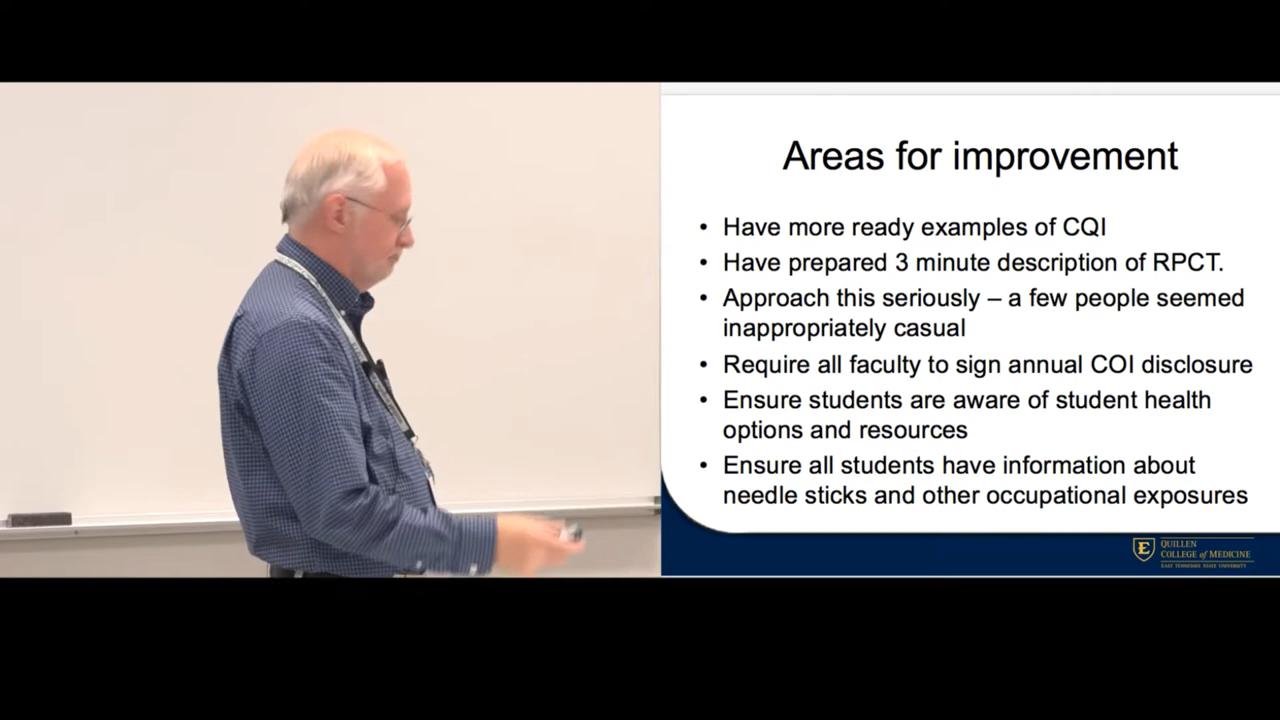 Areas for improvement
• Have more ready examples of CQI
• Have prepared 3 minute description of RPCT.
• Approach this seriously – a few people seemed
inappropriately casual
• Require all faculty to sign annual COI disclosure
• Ensure students are aware of student health
options and resources
• Ensure all students have information about
needle sticks and other occupational exposures
E
QUILLEN
COLLEGE of MEDICINE
EAST TENNESSEE STATE UNIVERSITY